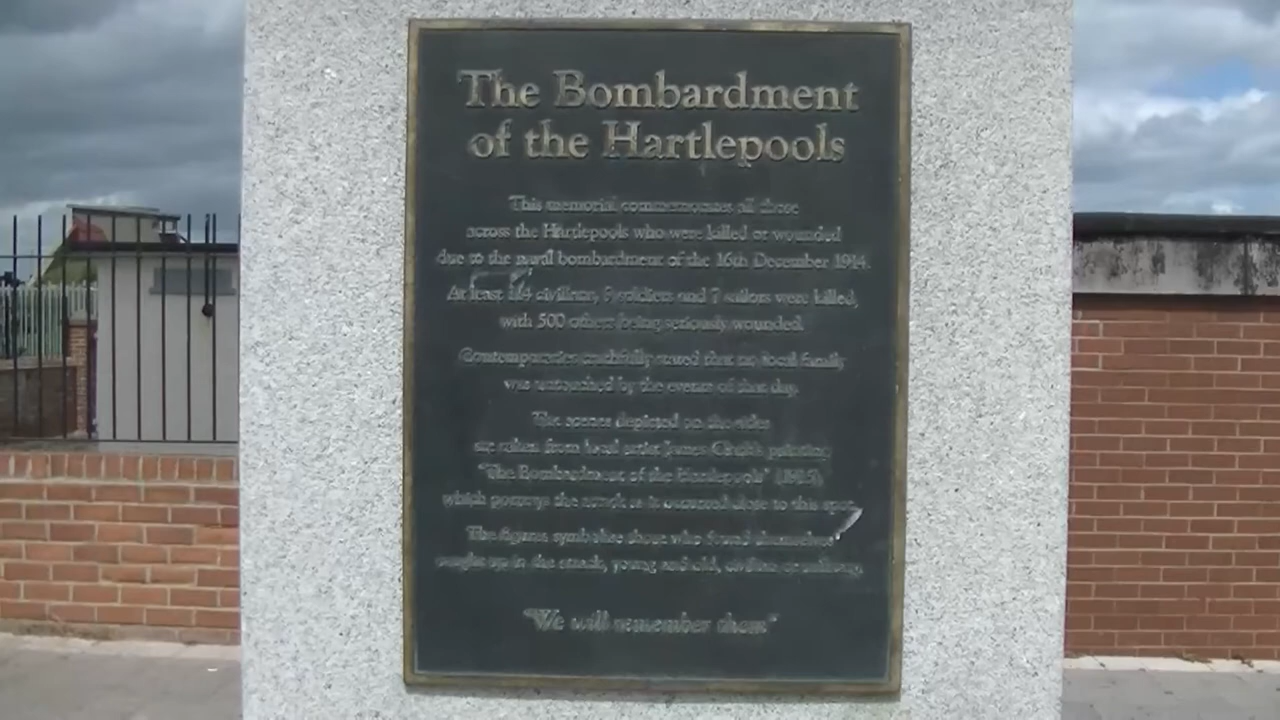 The Bombardment
of the Hartlepools
This memorial commemorates all those
across the Hartlepools who were killed or wounded
due to the naval bombardment of the 16th December 1914.
At least 114 civilians, 9 soldiers and 7 sailors were killed,
with 500 others being seriously wounded.
Contemporaries truthfully stated that no local family
was untouched by the events of that day.
The scenes depicted on the sides
are taken from local artist James Clark's painting
"The Bombardment of the Hartlepools"
which portrays the attack as it occurred close to this spot.
The figures symbolise those who found themselves
caught up in the attack, young and old, civilian or military.
"We will remember them"